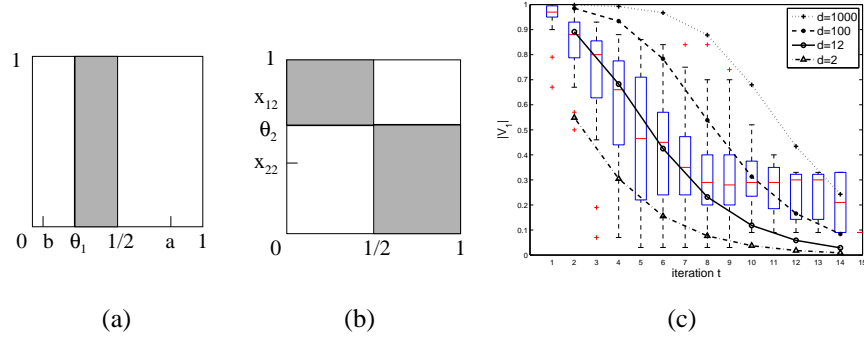 1
0
b
θ1
1/2
a
1
(a)
1
x12
θ2
x22
0
1/2
1
(b)
1
0.9
0.8
0.7
0.6
0.5
0.4
0.3
0.2
0.1
0
|V1|
1 2 3 4 5 6 7 8 9 10 11 12 13 14 15
iteration t
d=1000
d=100
d=12
d=2
(c)